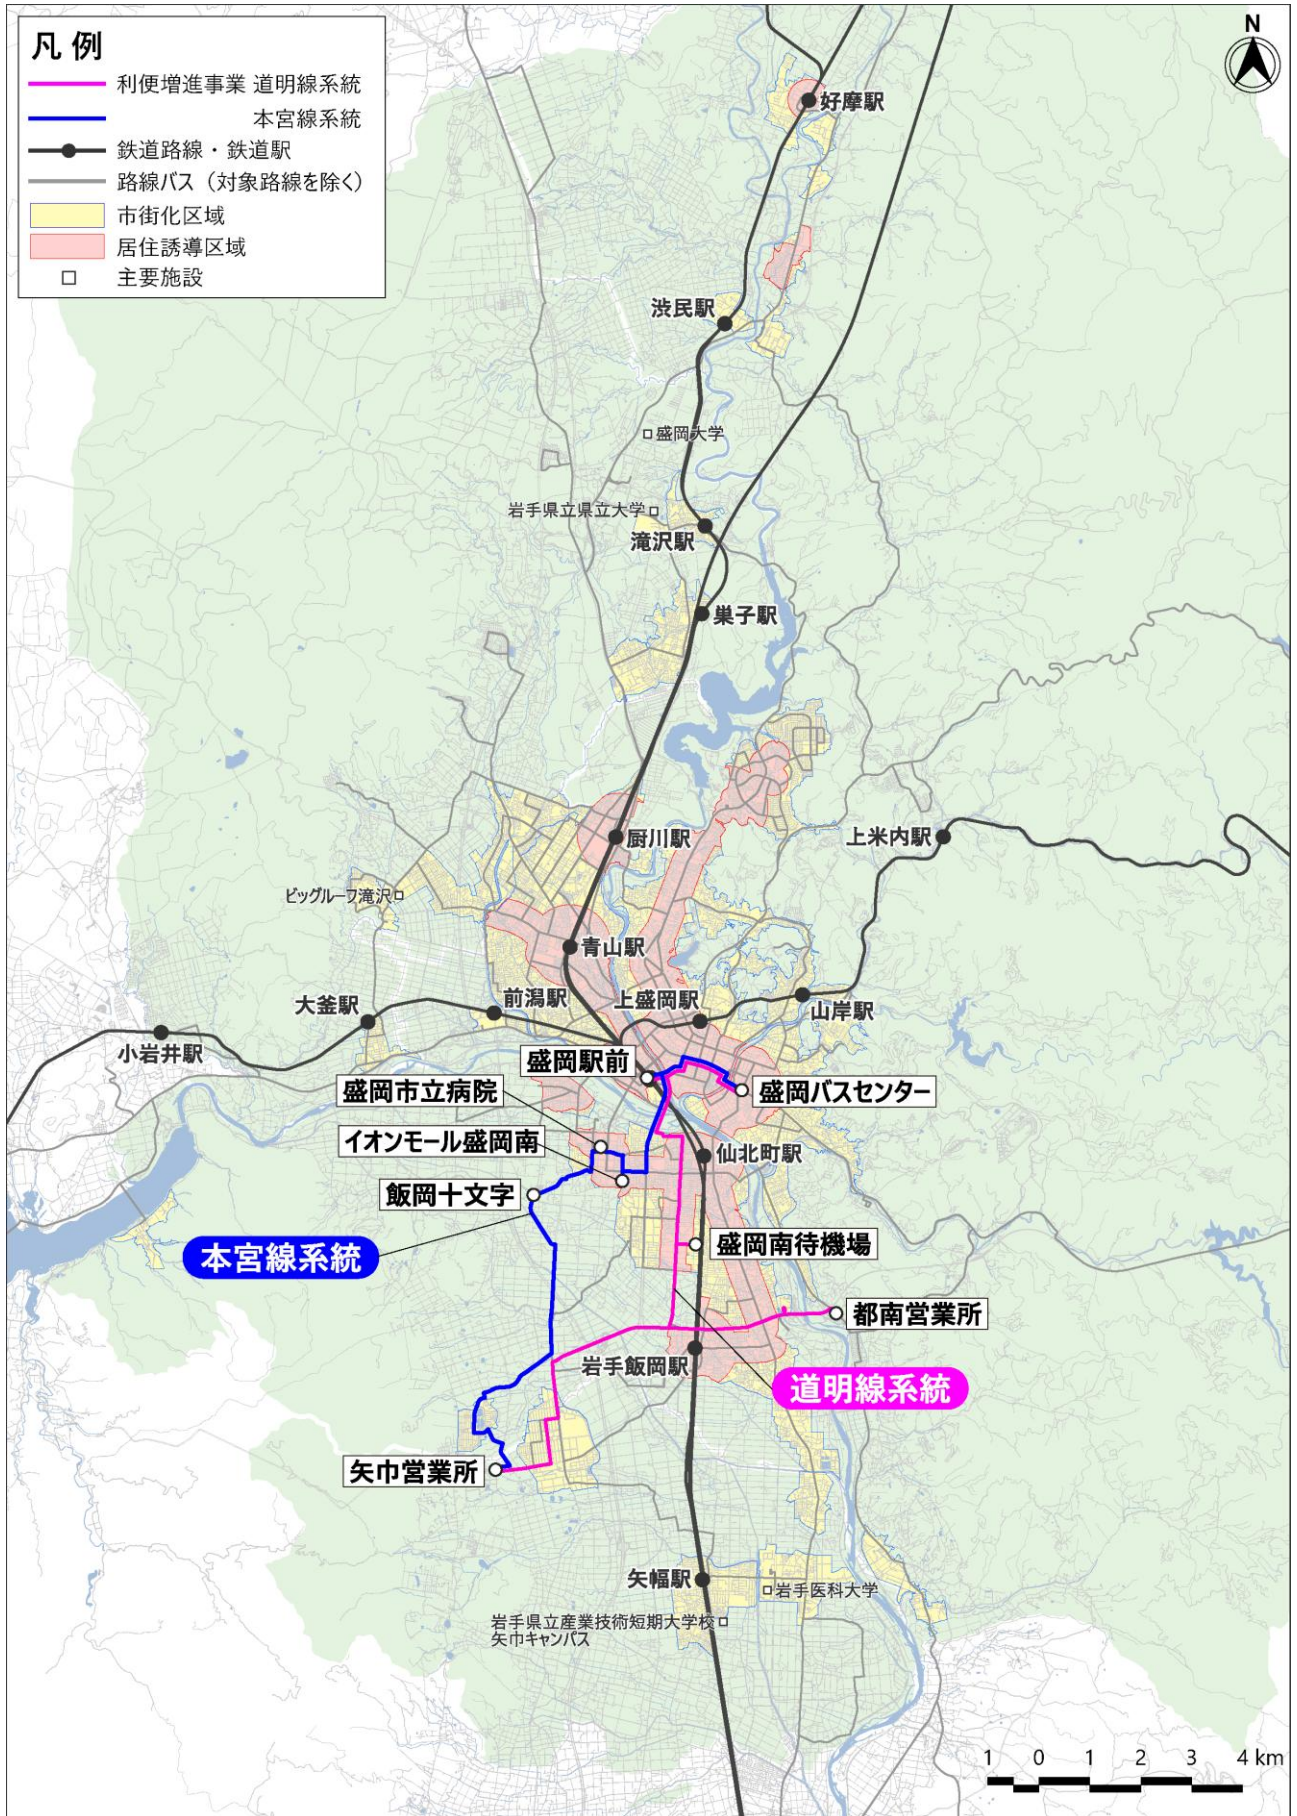 凡 例
利便増進事業 道明線系統
本宮線系統
鉄道路線・鉄道駅
路線バス（対象路線を除く）
市街化区域
居住誘導区域
主要施設
N
好摩駅
渋民駅
盛岡大学
岩手県立県立大学
滝沢駅
巣子駅
厨川駅
上米内駅
ビッグルーフ滝沢
青山駅
大釜駅
前潟駅
上盛岡駅
山岸駅
小岩井駅
盛岡駅前
盛岡市立病院
盛岡バスセンター
イオンモール盛岡南
仙北町駅
飯岡十文字
本宮線系統
盛岡南待機場
都南営業所
岩手飯岡駅
道明線系統
矢巾営業所
矢幅駅
岩手医科大学
岩手県立産業技術短期大学校
矢巾キャンパス
1 0 1 2 3 4 km